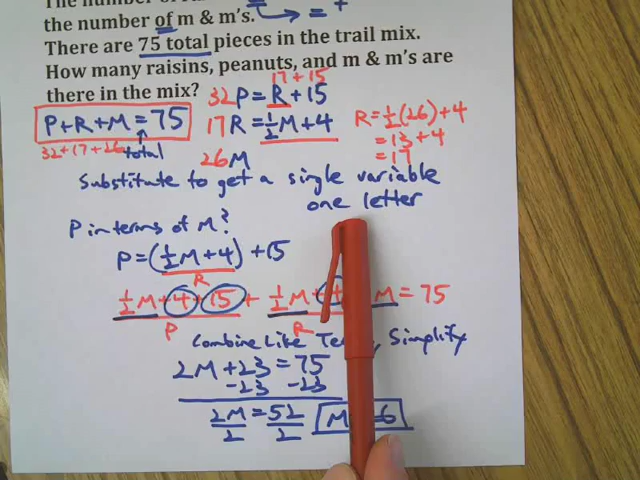 the number of m & m's. → = +
There are 75 total pieces in the trail mix.
How many raisins, peanuts, and m & m's are
there in the mix?
17 + 15
32 P = R + 15
P + R + M = 75
17 R = ½M + 4
R = ½(26) + 4
= 13 + 4
= 17
32 + 17 + 26
total
26 M
Substitute to get a single variable
one letter
P in terms of M?
P = (½M + 4) + 15
R
½M + 4 + 15 + ½M + 4 M = 75
P R
Combine Like Simplify
2M + 23 = 75
-23 -23
2M = 52
2 2
M 6